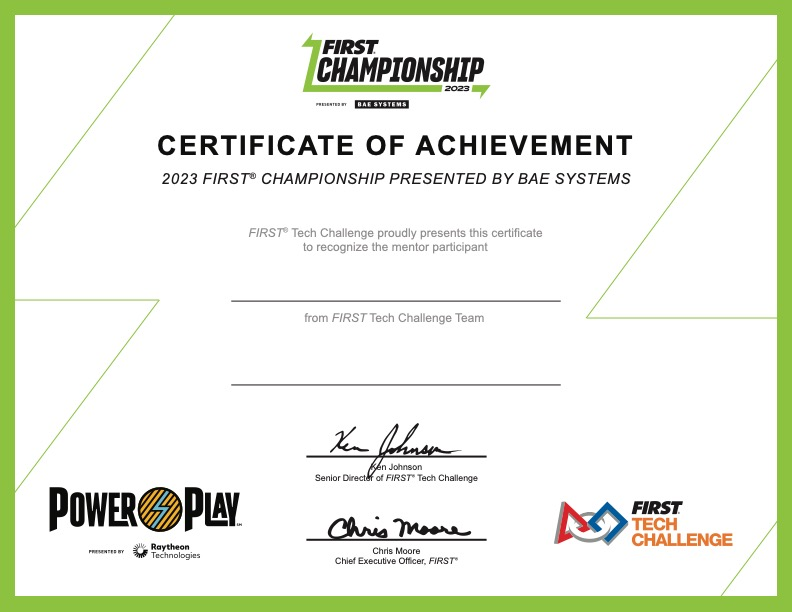 FIRST®
CHAMPIONSHIP
2023
PRESENTED BY BAE SYSTEMS
CERTIFICATE OF ACHIEVEMENT
2023 FIRST® CHAMPIONSHIP PRESENTED BY BAE SYSTEMS
FIRST® Tech Challenge proudly presents this certificate
to recognize the mentor participant
from FIRST Tech Challenge Team
Ken Johnson
Ken Johnson
Senior Director of FIRST® Tech Challenge
POWER PLAY℠
PRESENTED BY Raytheon
Technologies
Chris Moore
Chris Moore
Chief Executive Officer, FIRST®
FIRST®
TECH
CHALLENGE